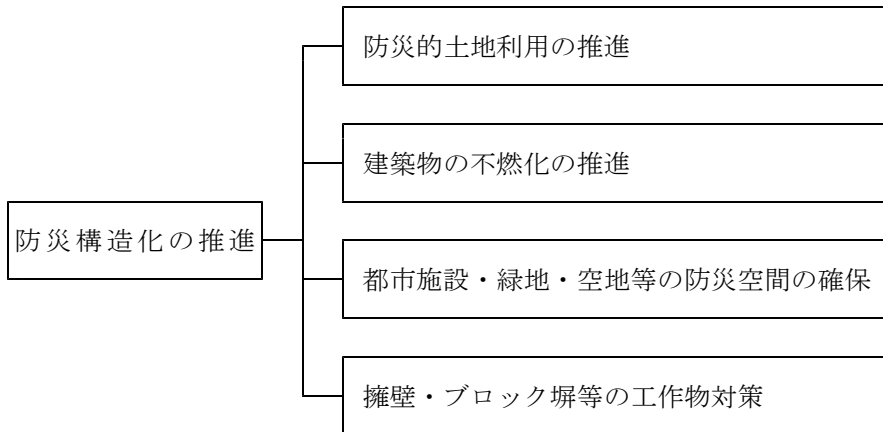 防災的土地利用の推進
建築物の不燃化の推進
防災構造化の推進
都市施設・緑地・空地等の防災空間の確保
擁壁・ブロック塀等の工作物対策